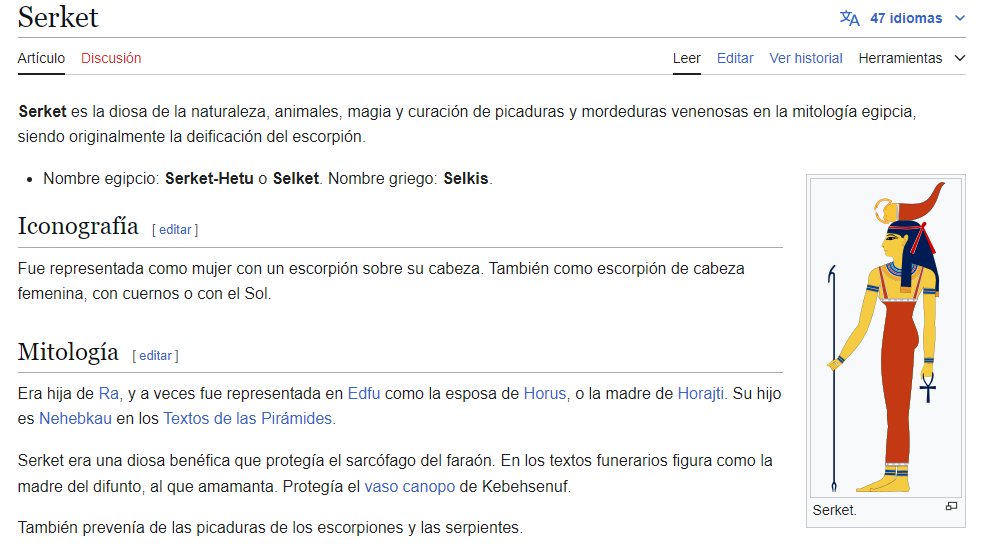 Serket
47 idiomas
Artículo Discusión Leer Editar Ver historial Herramientas
Serket es la diosa de la naturaleza, animales, magia y curación de picaduras y mordeduras venenosas en la mitología egipcia,
siendo originalmente la deificación del escorpión.
• Nombre egipcio: Serket-Hetu o Selket. Nombre griego: Selkis.
Iconografía [ editar ]
Fue representada como mujer con un escorpión sobre su cabeza. También como escorpión de cabeza
femenina, con cuernos o con el Sol.
Mitología [ editar ]
Era hija de Ra, y a veces fue representada en Edfu como la esposa de Horus, o la madre de Horajti. Su hijo
es Nehebkau en los Textos de las Pirámides.
Serket era una diosa benéfica que protegía el sarcófago del faraón. En los textos funerarios figura como la
madre del difunto, al que amamanta. Protegía el vaso canopo de Kebehsenuf.
También prevenía de las picaduras de los escorpiones y las serpientes.
Serket.